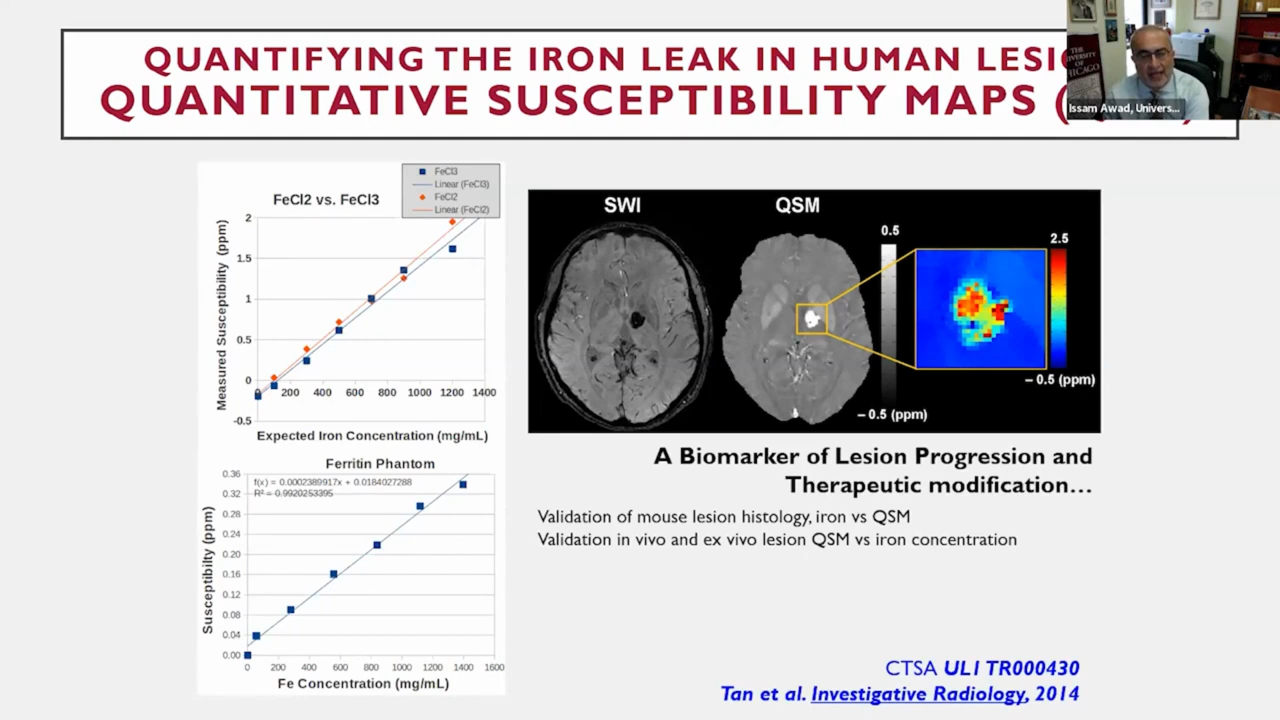 QUANTIFYING THE IRON LEAK IN HUMAN
QUANTITATIVE SUSCEPTIBILITY MAPS
THE
UNIVERSITY
OF
CHICAGO
Issam Awad, Univers...
FeCl2 vs. FeCl3
FeCl3
Linear (FeCl3)
FeCl2
Linear (FeCl2)
Measured Susceptibility (ppm)
2
1.5
1
0.5
0
-0.5
0 200 400 600 800 1000 1200 1400
Expected Iron Concentration (mg/mL)
Ferritin Phantom
f(x) = 0.0002389917x + 0.0184027288
R² = 0.9920253395
Susceptibilty (ppm)
0.36
0.32
0.28
0.24
0.20
0.16
0.12
0.08
0.04
0.00
0 200 400 600 800 1000 1200 1400 1600
Fe Concentration (mg/mL)
SWI
QSM
0.5
– 0.5 (ppm)
2.5
– 0.5 (ppm)
A Biomarker of Lesion Progression and
Therapeutic modification…
Validation of mouse lesion histology, iron vs QSM
Validation in vivo and ex vivo lesion QSM vs iron concentration
CTSA UL1 TR000430
Tan et al. Investigative Radiology, 2014